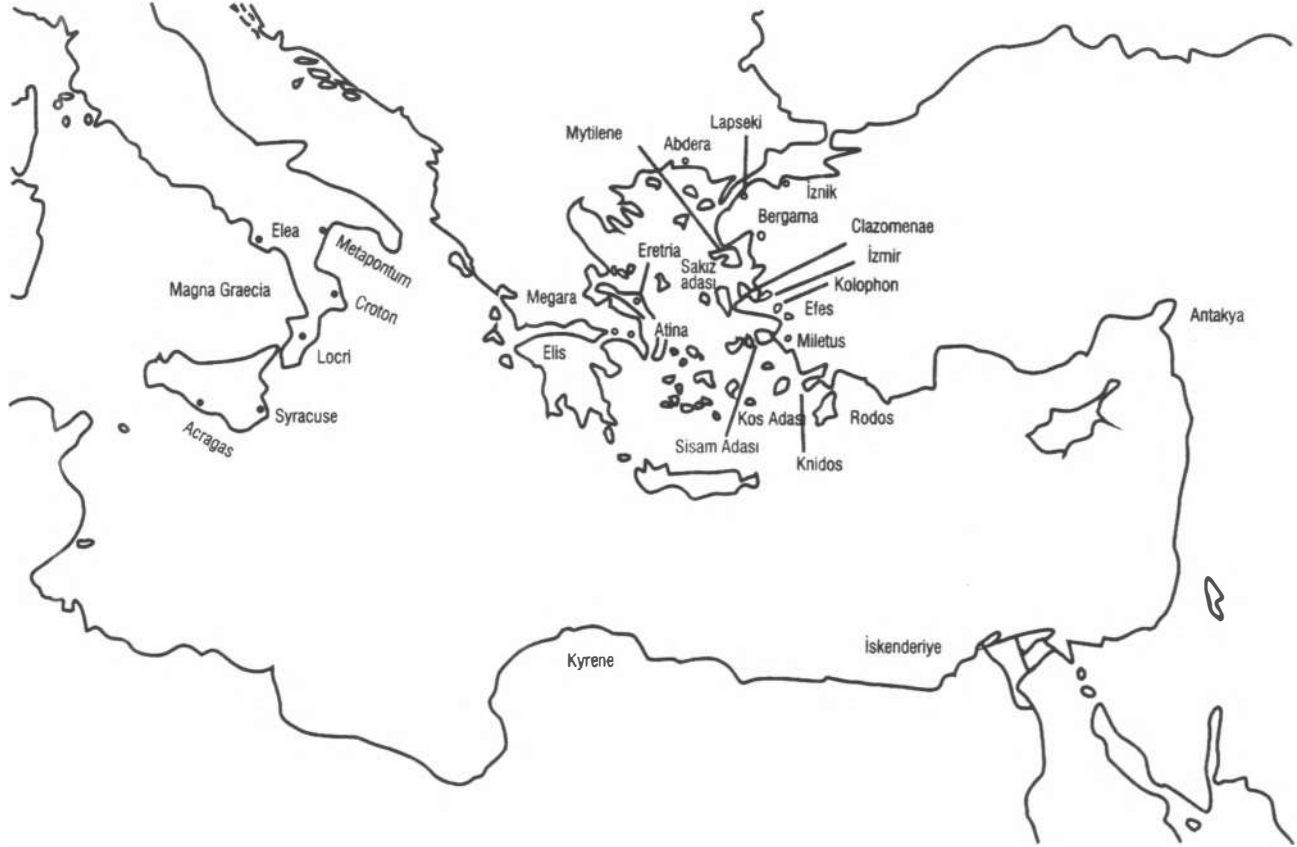 Lapseki
Mytilene
Abdera
İznik
Bergama
Clazomenae
Elea
Metapontum
Eretria
Sakız
adası
İzmir
Kolophon
Magna Graecia
Croton
Megara
Efes
Antakya
Atina
Miletus
Elis
Locri
Syracuse
Acragas
Kos Adası
Rodos
Sisam Adası
Knidos
Kyrene
İskenderiye